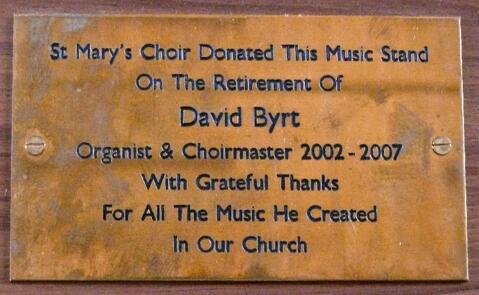 St Mary's Choir Donated This Music Stand
On The Retirement Of
David Byrt
Organist & Choirmaster 2002-2007
With Grateful Thanks
For All The Music He Created
In Our Church